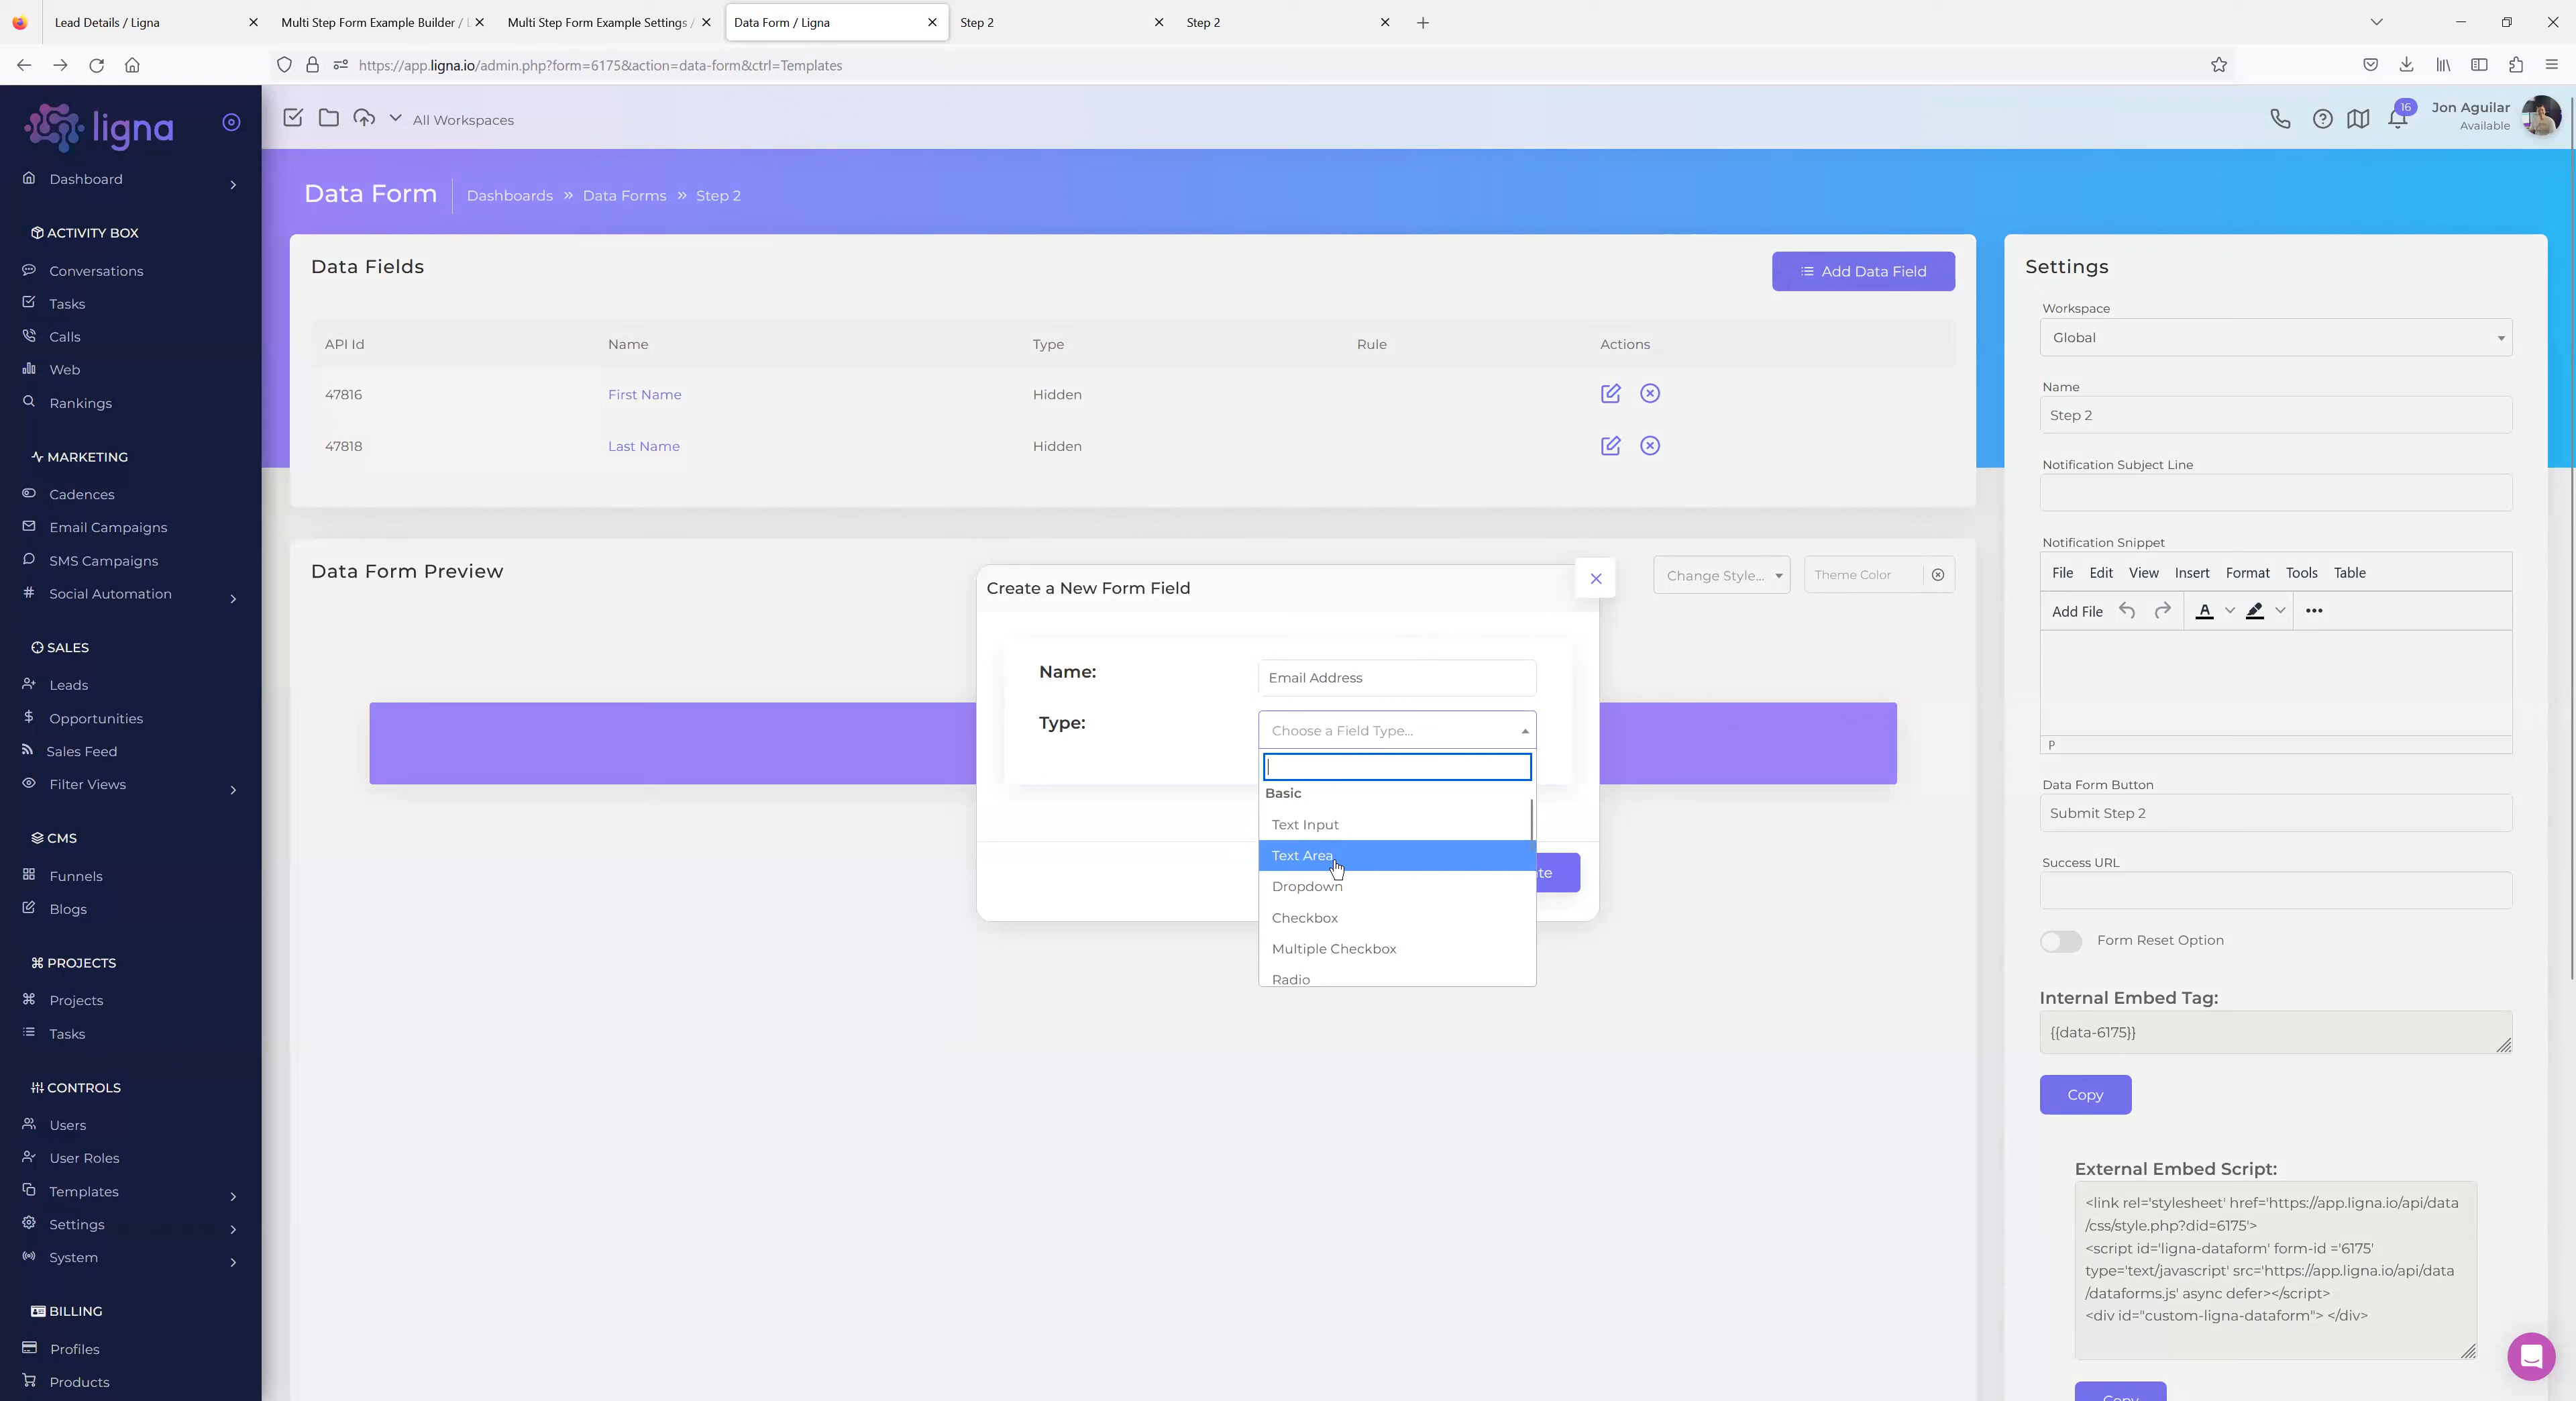 Lead Details / Ligna
Multi Step Form Example Builder / L
Multi Step Form Example Settings /
Data Form / Ligna
Step 2
Step 2
https://app.ligna.io/admin.php?form=6175&action=data-form&ctrl=Templates
ligna
All Workspaces
16
Jon Aguilar
Available
Dashboard
ACTIVITY BOX
Conversations
Tasks
Calls
Web
Rankings
MARKETING
Cadences
Email Campaigns
SMS Campaigns
Social Automation
SALES
Leads
Opportunities
Sales Feed
Filter Views
CMS
Funnels
Blogs
PROJECTS
Projects
Tasks
CONTROLS
Users
User Roles
Templates
Settings
System
BILLING
Profiles
Products
Data Form
Dashboards » Data Forms » Step 2
Data Fields
Add Data Field
API Id Name Type Rule Actions
47816 First Name Hidden
47818 Last Name Hidden
Data Form Preview
Change Style...
Theme Color
Create a New Form Field
Name:
Email Address
Type:
Choose a Field Type...
Basic
Text Input
Text Area
Dropdown
Checkbox
Multiple Checkbox
Radio
te
Settings
Workspace
Global
Name
Step 2
Notification Subject Line
Notification Snippet
File Edit View Insert Format Tools Table
Add File
P
Data Form Button
Submit Step 2
Success URL
Form Reset Option
Internal Embed Tag:
{{data-6175}}
Copy
External Embed Script:
<link rel='stylesheet' href='https://app.ligna.io/api/data
/css/style.php?did=6175'>
<script id='ligna-dataform' form-id ='6175'
type='text/javascript' src='https://app.ligna.io/api/data
/dataforms.js' async defer></script>
<div id="custom-ligna-dataform"> </div>
Copy